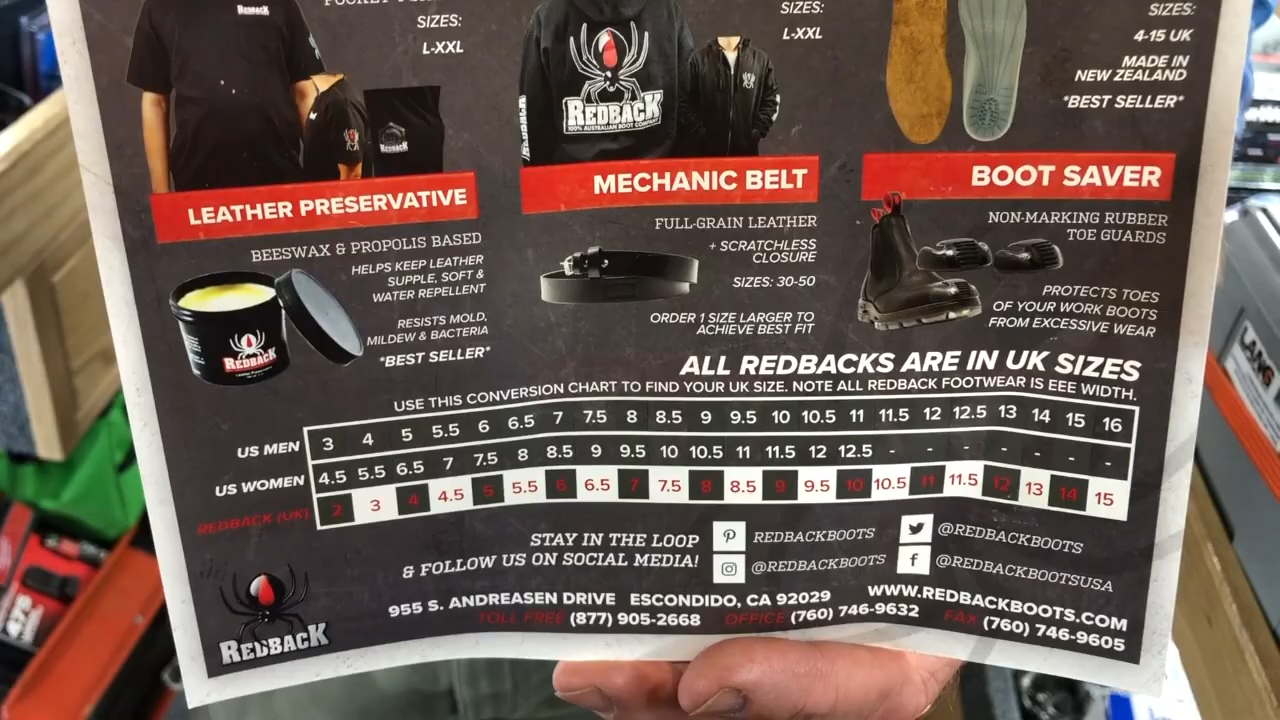 REDBACK
SIZES:
L-XXL
REDBACK
REDBACK
100% AUSTRALIAN BOOT COMPANY
REDBACK
SIZES:
L-XXL
SIZES:
4-15 UK
MADE IN
NEW ZEALAND
*BEST SELLER*
LEATHER PRESERVATIVE
BEESWAX & PROPOLIS BASED
HELPS KEEP LEATHER
SUPPLE, SOFT &
WATER REPELLENT
RESISTS MOLD,
MILDEW & BACTERIA
*BEST SELLER*
REDBACK
Leather Preservative
MECHANIC BELT
FULL-GRAIN LEATHER
+ SCRATCHLESS
CLOSURE
SIZES: 30-50
ORDER 1 SIZE LARGER TO
ACHIEVE BEST FIT
BOOT SAVER
NON-MARKING RUBBER
TOE GUARDS
PROTECTS TOES
OF YOUR WORK BOOTS
FROM EXCESSIVE WEAR
ALL REDBACKS ARE IN UK SIZES
USE THIS CONVERSION CHART TO FIND YOUR UK SIZE. NOTE ALL REDBACK FOOTWEAR IS EEE WIDTH.
US MEN 3 4 5 5.5 6 6.5 7 7.5 8 8.5 9 9.5 10 10.5 11 11.5 12 12.5 13 14 15 16
US WOMEN 4.5 5.5 6.5 7 7.5 8 8.5 9 9.5 10 10.5 11 11.5 12 12.5 - - - - - - -
REDBACK (UK) 2 3 4 4.5 5 5.5 6 6.5 7 7.5 8 8.5 9 9.5 10 10.5 11 11.5 12 13 14 15
STAY IN THE LOOP
& FOLLOW US ON SOCIAL MEDIA!
REDBACKBOOTS
@REDBACKBOOTS
@REDBACKBOOTS
@REDBACKBOOTSUSA
955 S. ANDREASEN DRIVE ESCONDIDO, CA 92029 WWW.REDBACKBOOTS.COM
TOLL FREE (877) 905-2668 OFFICE (760) 746-9632 FAX (760) 746-9605
REDBACK
LANG